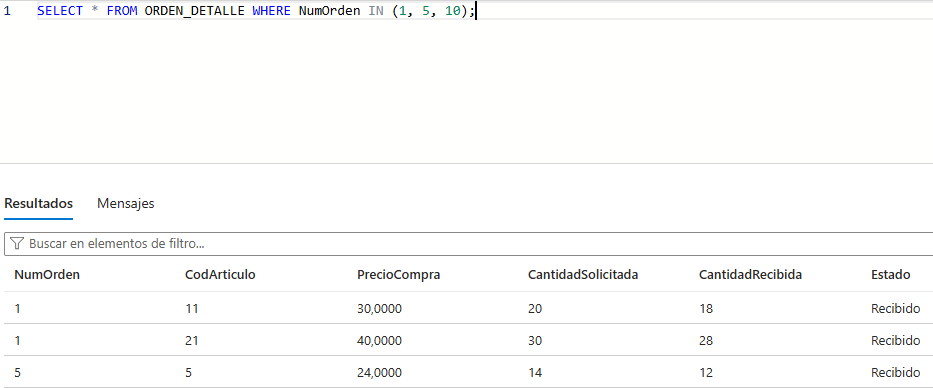 1 SELECT * FROM ORDEN_DETALLE WHERE NumOrden IN (1, 5, 10);
Resultados Mensajes
Buscar en elementos de filtro...
NumOrden CodArticulo PrecioCompra CantidadSolicitada CantidadRecibida Estado
1 11 30,0000 20 18 Recibido
1 21 40,0000 30 28 Recibido
5 5 24,0000 14 12 Recibido